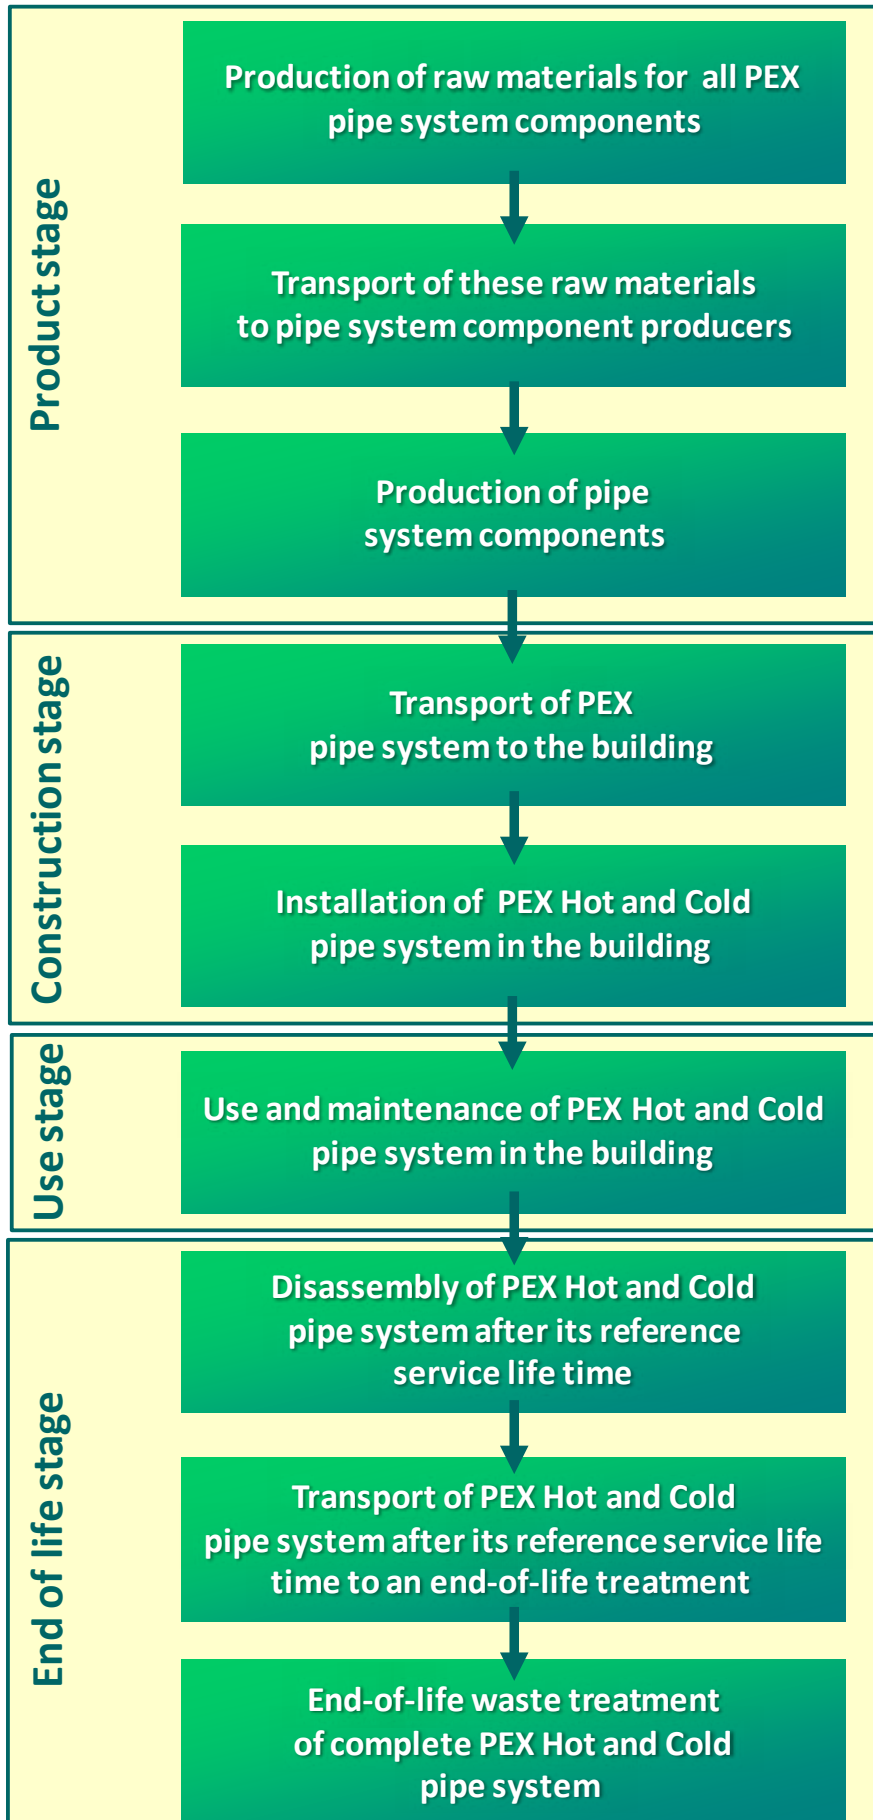 Product stage
Production of raw materials for all PEX
pipe system components
Transport of these raw materials
to pipe system component producers
Production of pipe
system components
Construction stage
Transport of PEX
pipe system to the building
Installation of PEX Hot and Cold
pipe system in the building
Use stage
Use and maintenance of PEX Hot and Cold
pipe system in the building
End of life stage
Disassembly of PEX Hot and Cold
pipe system after its reference
service life time
Transport of PEX Hot and Cold
pipe system after its reference service life
time to an end-of-life treatment
End-of-life waste treatment
of complete PEX Hot and Cold
pipe system